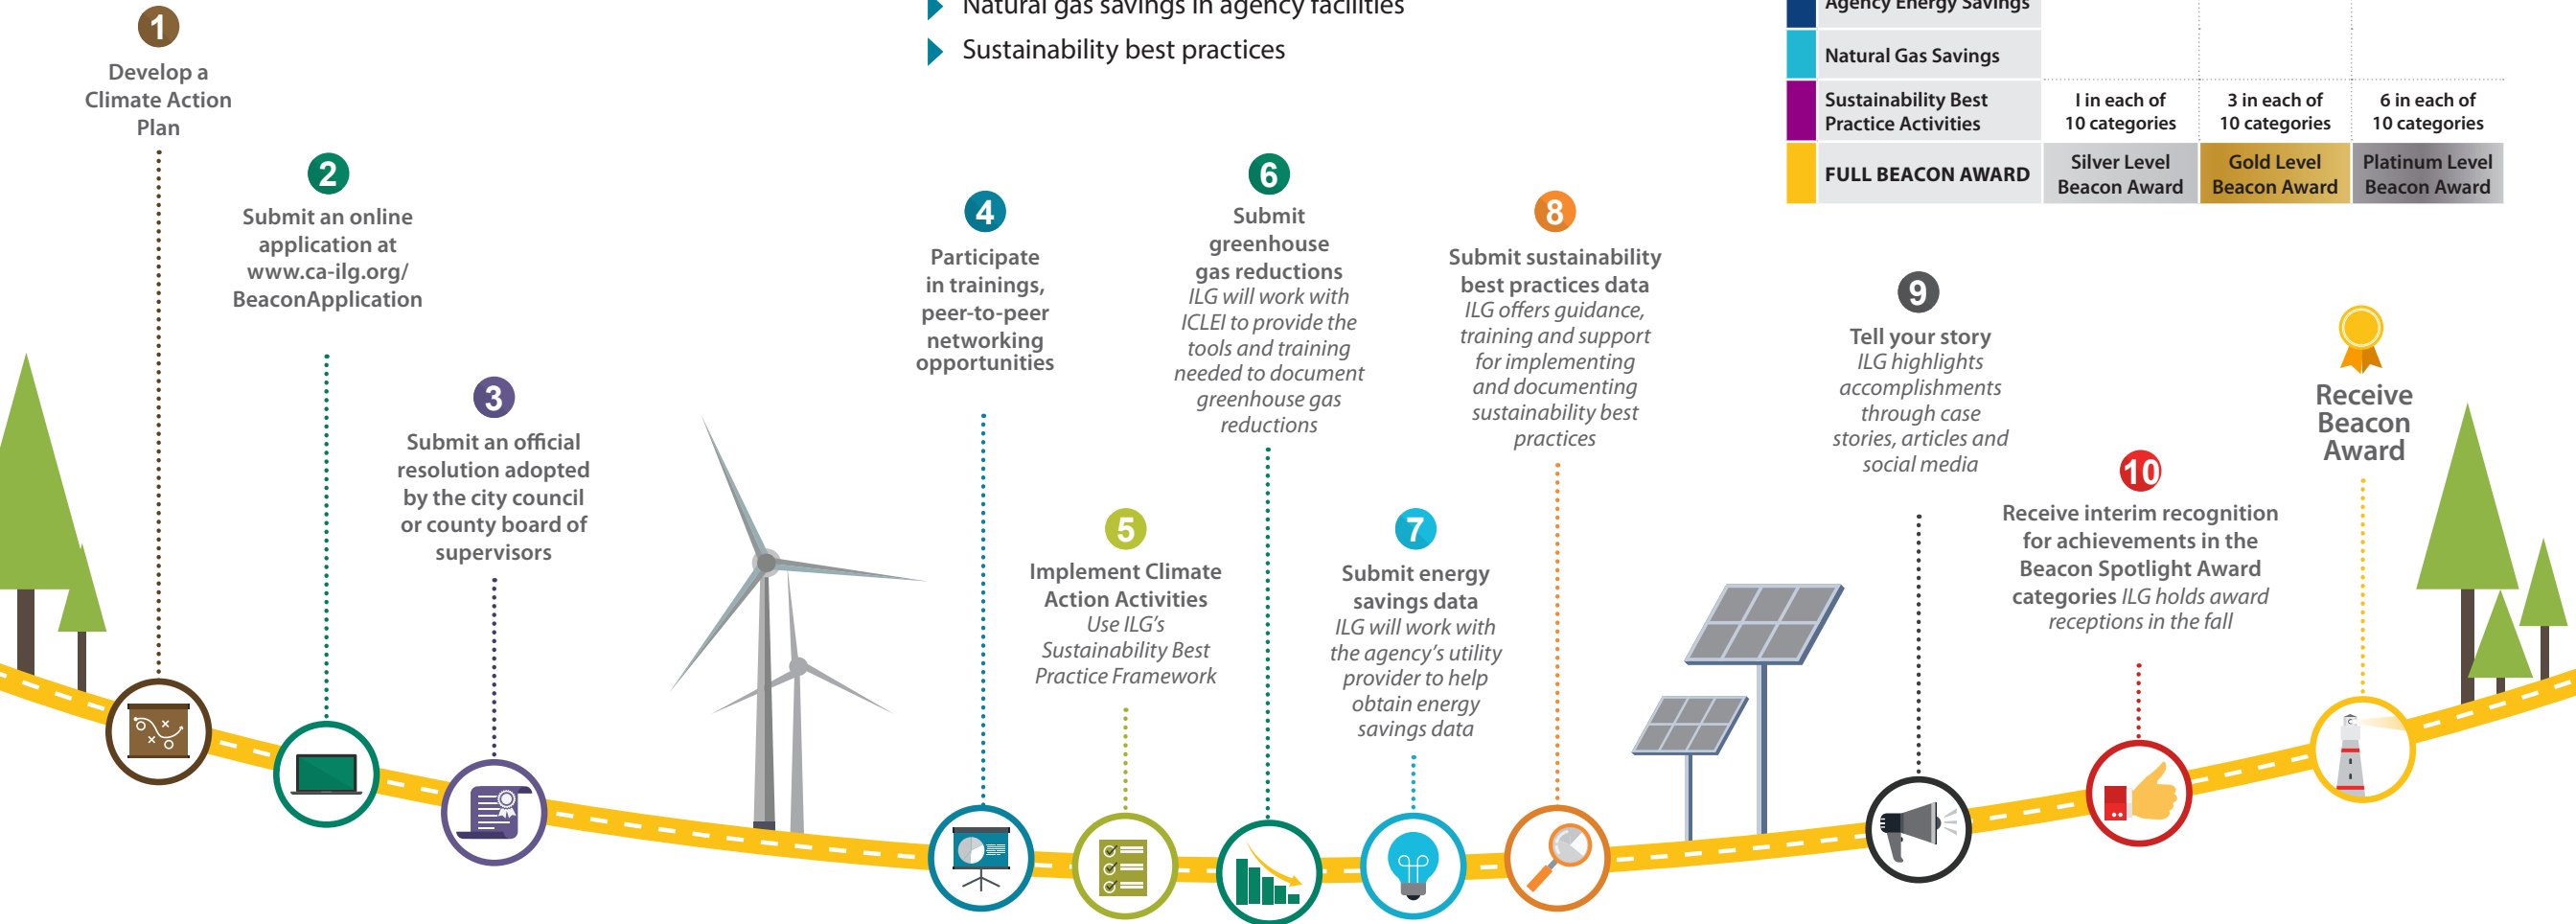 Natural gas savings in agency facilities
Sustainability best practices
Agency Energy Savings
Natural Gas Savings
Sustainability Best
Practice Activities
I in each of
10 categories
3 in each of
10 categories
6 in each of
10 categories
FULL BEACON AWARD
Silver Level
Beacon Award
Gold Level
Beacon Award
Platinum Level
Beacon Award
1
Develop a
Climate Action
Plan
2
Submit an online
application at
www.ca-ilg.org/
BeaconApplication
3
Submit an official
resolution adopted
by the city council
or county board of
supervisors
4
Participate
in trainings,
peer-to-peer
networking
opportunities
5
Implement Climate
Action Activities
Use ILG's
Sustainability Best
Practice Framework
6
Submit
greenhouse
gas reductions
ILG will work with
ICLEI to provide the
tools and training
needed to document
greenhouse gas
reductions
7
Submit energy
savings data
ILG will work with
the agency's utility
provider to help
obtain energy
savings data
8
Submit sustainability
best practices data
ILG offers guidance,
training and support
for implementing
and documenting
sustainability best
practices
9
Tell your story
ILG highlights
accomplishments
through case
stories, articles and
social media
10
Receive interim recognition
for achievements in the
Beacon Spotlight Award
categories ILG holds award
receptions in the fall
Receive
Beacon
Award